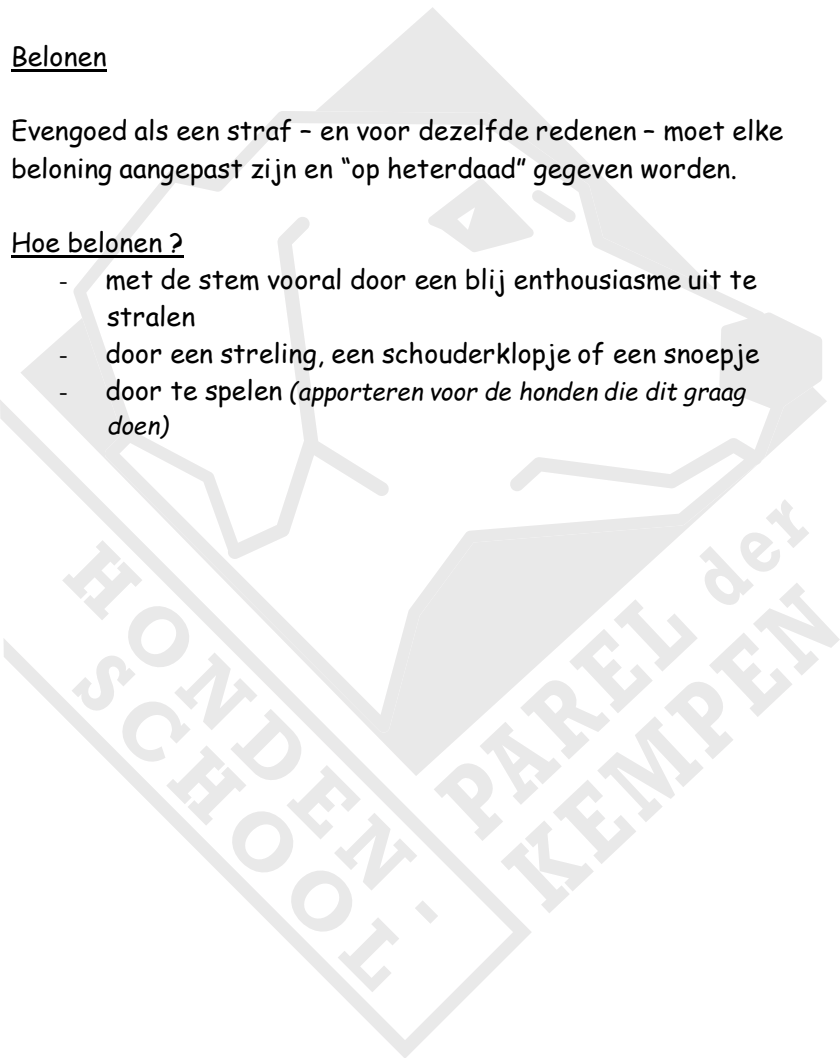 Belonen
Evengoed als een straf – en voor dezelfde redenen – moet elke
beloning aangepast zijn en “op heterdaad” gegeven worden.
Hoe belonen ?
- met de stem vooral door een blij enthousiasme uit te
stralen
- door een streling, een schouderklopje of een snoepje
- door te spelen (apporteren voor de honden die dit graag
doen)
HONDEN
SCHOOL
PAREL der
KEMPEN